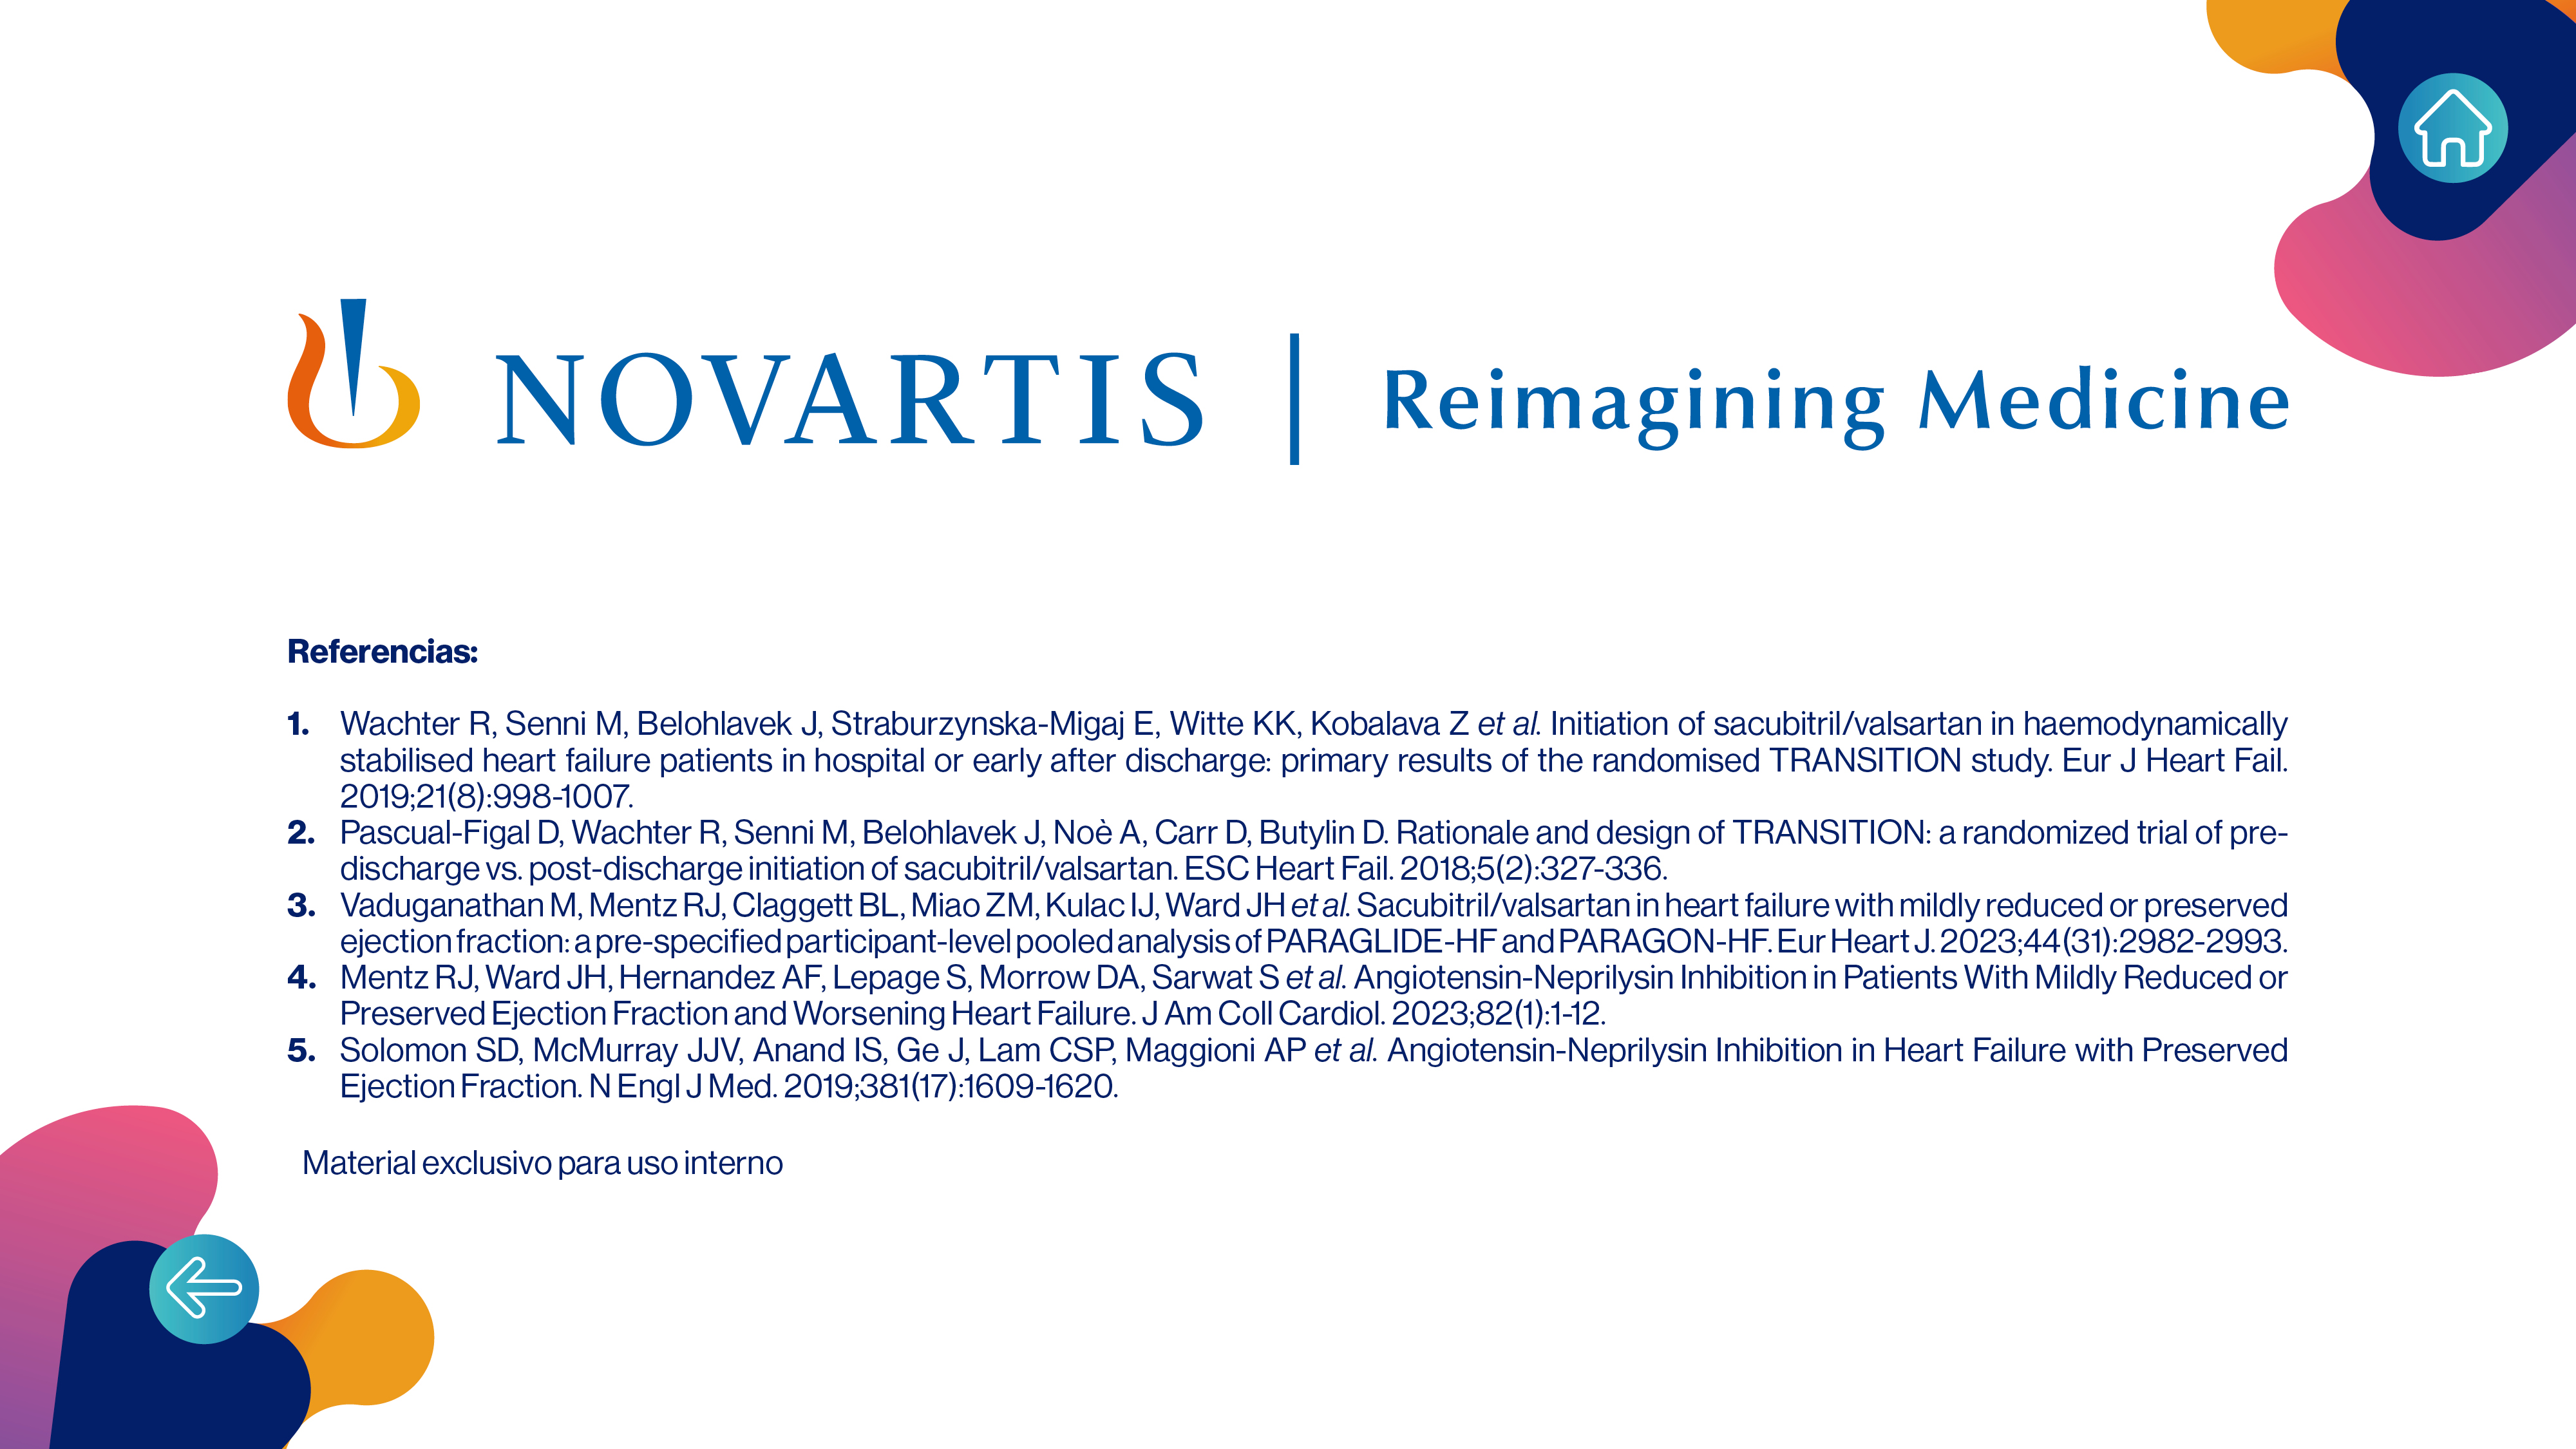 NOVARTIS | Reimagining Medicine
Referencias:
1. Wachter R, Senni M, Belohlavek J, Straburzynska-Migaj E, Witte KK, Kobalava Z et al. Initiation of sacubitril/valsartan in haemodynamically
stabilised heart failure patients in hospital or early after discharge: primary results of the randomised TRANSITION study. Eur J Heart Fail.
2019;21(8):998-1007.
2. Pascual-Figal D, Wachter R, Senni M, Belohlavek J, Noè A, Carr D, Butylin D. Rationale and design of TRANSITION: a randomized trial of pre-
discharge vs. post-discharge initiation of sacubitril/valsartan. ESC Heart Fail. 2018;5(2):327-336.
3. Vaduganathan M, Mentz RJ, Claggett BL, Miao ZM, Kulac IJ, Ward JH et al. Sacubitril/valsartan in heart failure with mildly reduced or preserved
ejection fraction: a pre-specified participant-level pooled analysis of PARAGLIDE-HF and PARAGON-HF. Eur Heart J. 2023;44(31):2982-2993.
4. Mentz RJ, Ward JH, Hernandez AF, Lepage S, Morrow DA, Sarwat S et al. Angiotensin-Neprilysin Inhibition in Patients With Mildly Reduced or
Preserved Ejection Fraction and Worsening Heart Failure. J Am Coll Cardiol. 2023;82(1):1-12.
5. Solomon SD, McMurray JJV, Anand IS, Ge J, Lam CSP, Maggioni AP et al. Angiotensin-Neprilysin Inhibition in Heart Failure with Preserved
Ejection Fraction. N Engl J Med. 2019;381(17):1609-1620.
Material exclusivo para uso interno